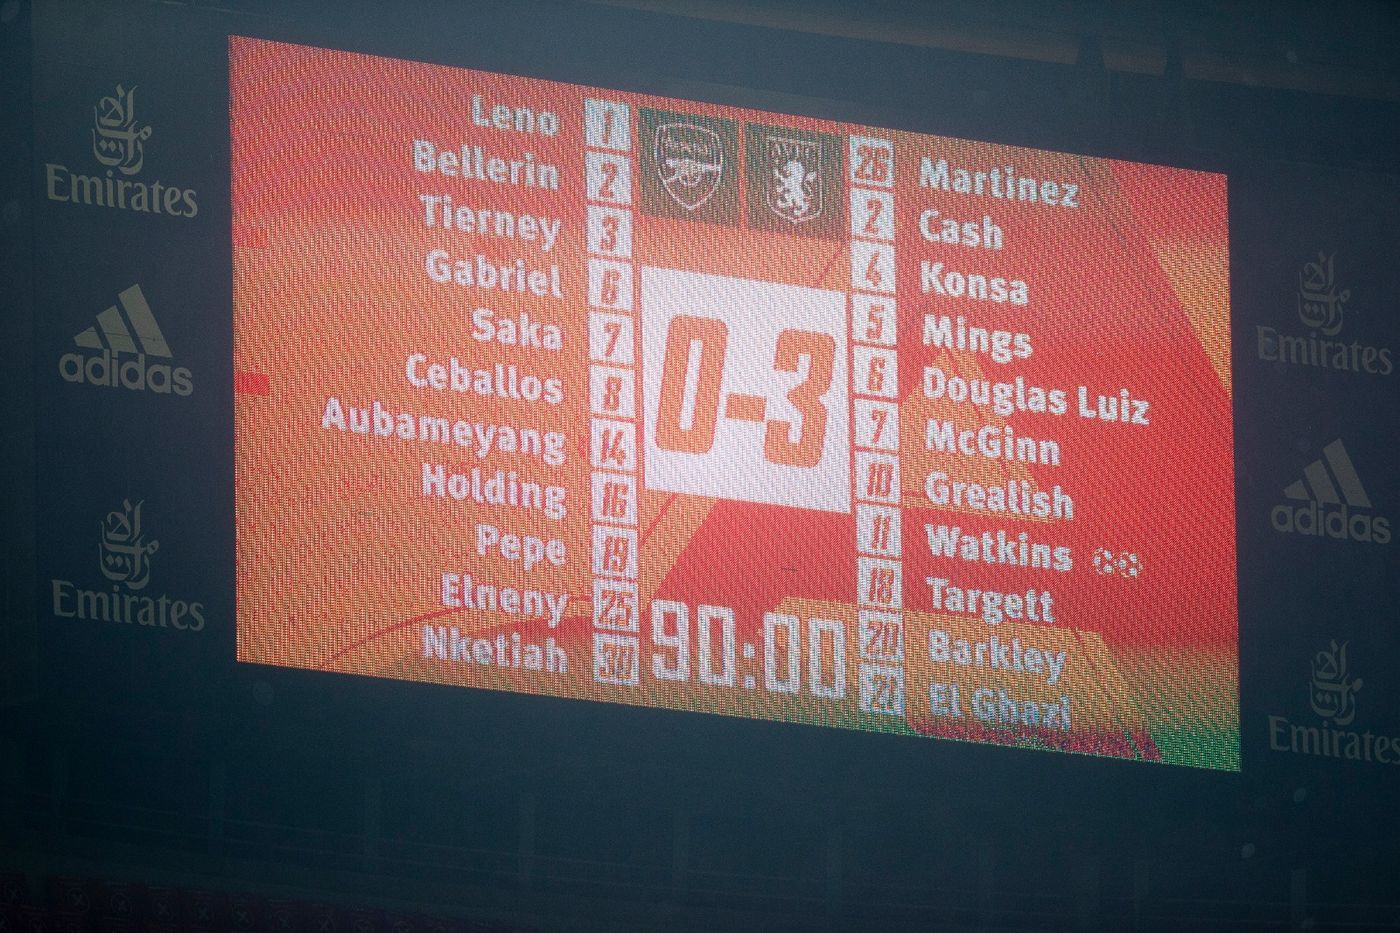 Leno 1
Bellerin 2
Tierney 3
Gabriel 6
Saka 7
Ceballos 8
Aubameyang 14
Holding 16
Pepe 19
Elneny 25
Nketiah 30
0-3
90:00
26 Martinez
2 Cash
4 Konsa
5 Mings
6 Douglas Luiz
7 McGinn
10 Grealish
11 Watkins
18 Targett
20 Barkley
21 El Ghazi
Emirates
adidas
Emirates
Emirates
adidas
Emirates